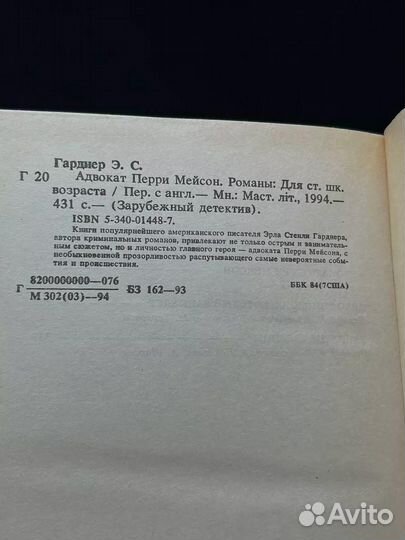 Гарднер Э. С.
Г 20 Адвокат Перри Мейсон. Романы: Для ст. шк.
возраста / Пер. с англ.— Мн.: Маст. літ., 1994.—
431 с.— (Зарубежный детектив).
ISBN 5-340-01448-7.
Книги популярнейшего американского писателя Эрла Стенли Гарднера,
автора криминальных романов, привлекают не только острым и занимательным
сюжетом, но и личностью главного героя — адвоката Перри Мейсона, с
необыкновенной прозорливостью распутывающего самые невероятные события
и происшествия.
Г 8200000000—076
М 302(03)—94 БЗ 162—93
ББК 84(7США)
Avito